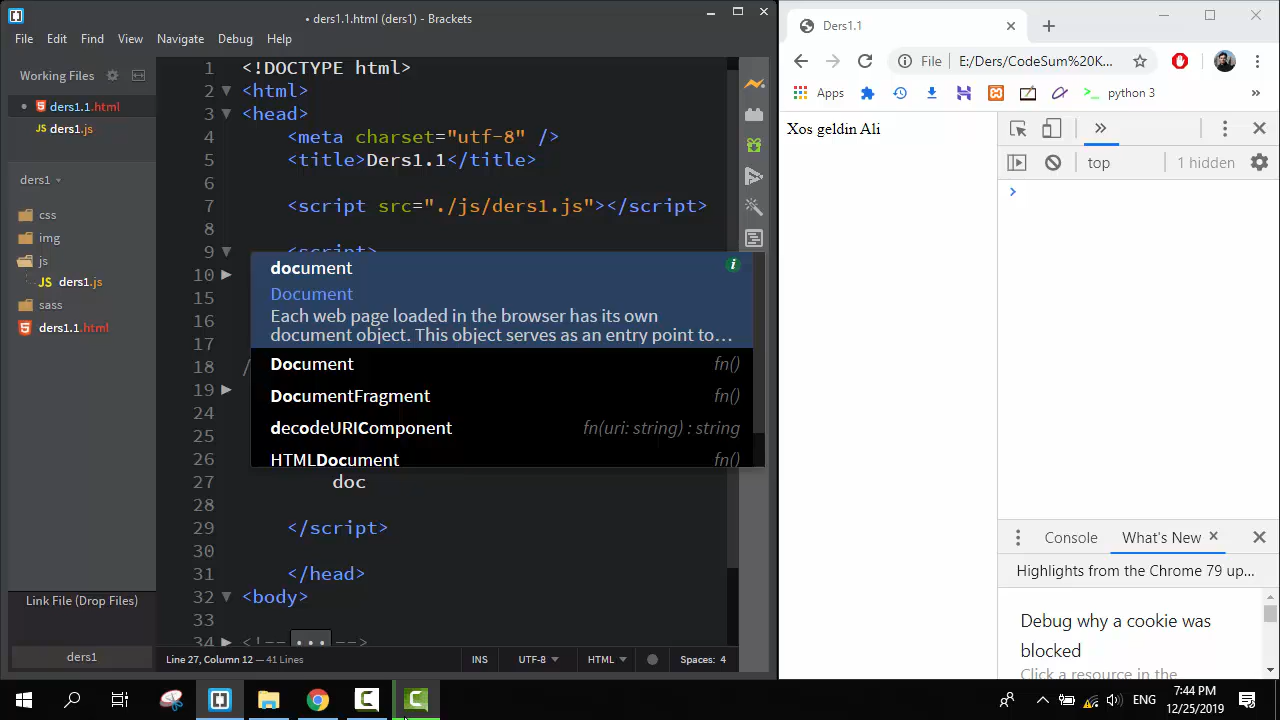 • ders1.1.html (ders1) - Brackets
File Edit Find View Navigate Debug Help
Working Files
• ders1.1.html
JS ders1.js
ders1
css
img
js
JS ders1.js
sass
ders1.1.html
Link File (Drop Files)
ders1
1 <!DOCTYPE html>
2 <html>
3 <head>
4 <meta charset="utf-8" />
5 <title>Ders1.1</title>
6
7 <script src="./js/ders1.js"></script>
8
9 <script>
10
15
16
17
18 /
19
24
25
26
27 doc
28
29 </script>
30
31 </head>
32 <body>
33
34 <!-- ... -->
document
Document
Each web page loaded in the browser has its own
document object. This object serves as an entry point to…
Document fn()
DocumentFragment fn()
decodeURIComponent fn(uri: string) : string
HTMLDocument fn()
Line 27, Column 12 — 41 Lines INS UTF-8 HTML Spaces: 4
Ders1.1
File E:/Ders/CodeSum%20K...
Apps python 3 »
Xos geldin Ali
»
top 1 hidden
Console What's New
Highlights from the Chrome 79 up...
Debug why a cookie was
blocked
Click a resource in the
ENG
7:44 PM
12/25/2019